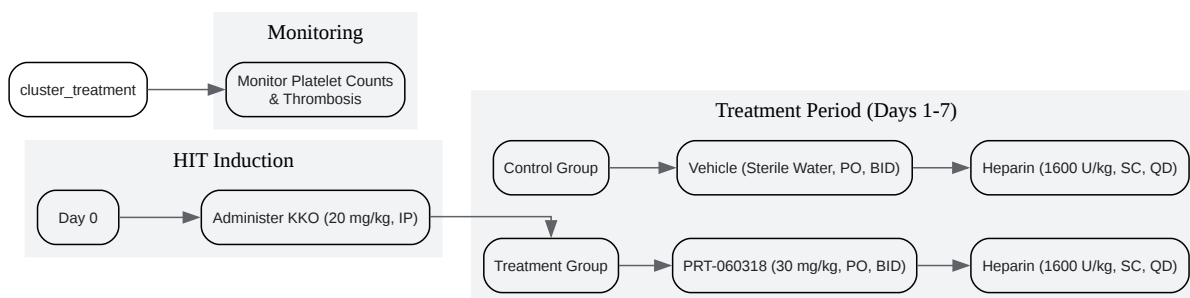 Monitoring
cluster_treatment
Monitor Platelet Counts
& Thrombosis
HIT Induction
Day 0
Administer KKO (20 mg/kg, IP)
Treatment Period (Days 1-7)
Control Group
Vehicle (Sterile Water, PO, BID)
Heparin (1600 U/kg, SC, QD)
Treatment Group
PRT-060318 (30 mg/kg, PO, BID)
Heparin (1600 U/kg, SC, QD)